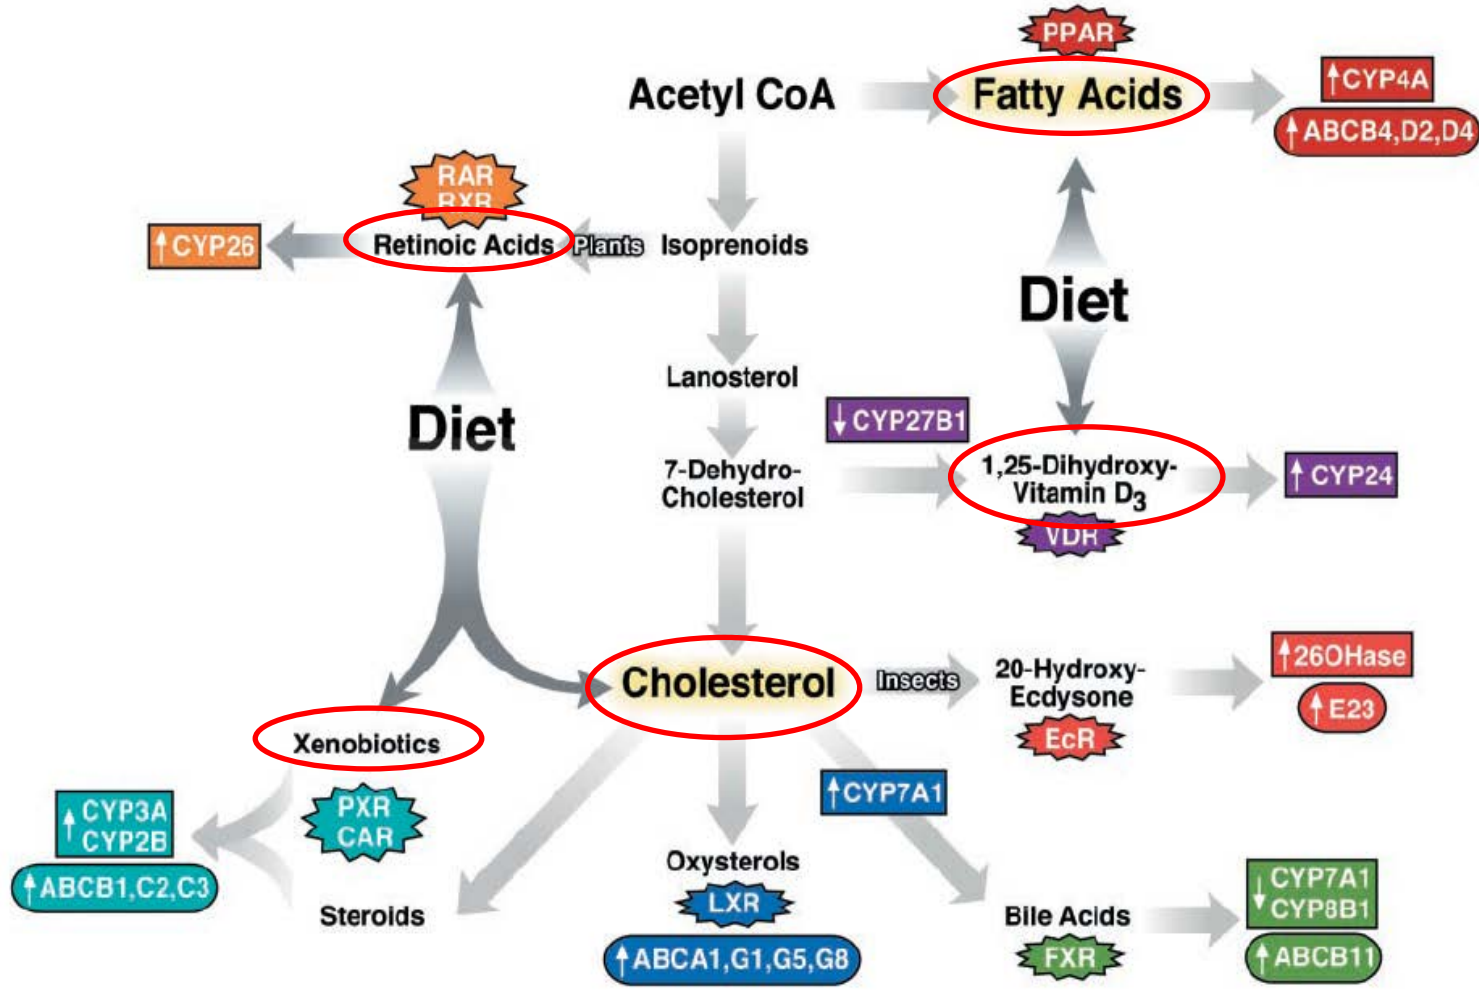 PPAR
Acetyl CoA
Fatty Acids
↑CYP4A
↑ABCB4,D2,D4
RAR
RXR
↑CYP26
Retinoic Acids
Plants
Isoprenoids
Diet
Lanosterol
Diet
↓CYP27B1
7-Dehydro-
Cholesterol
1,25-Dihydroxy-
Vitamin D3
↑CYP24
VDR
Cholesterol
Insects
20-Hydroxy-
Ecdysone
↑26OHase
↑E23
EcR
Xenobiotics
↑CYP7A1
↑CYP3A
CYP2B
PXR
CAR
↑ABCB1,C2,C3
Steroids
Oxysterols
LXR
↑ABCA1,G1,G5,G8
Bile Acids
FXR
↓CYP7A1
CYP8B1
↑ABCB11